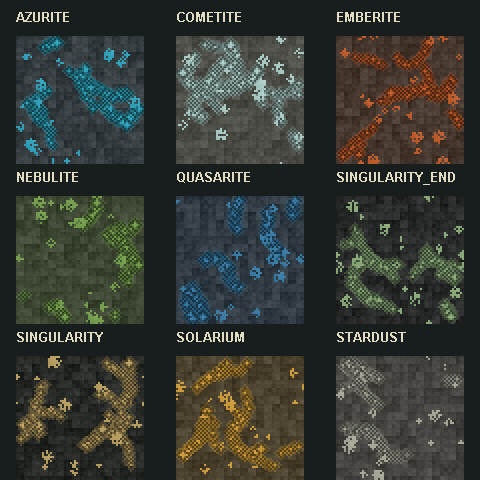 AZURITE COMETITE EMBERITE
NEBULITE QUASARITE SINGULARITY_END
SINGULARITY SOLARIUM STARDUST